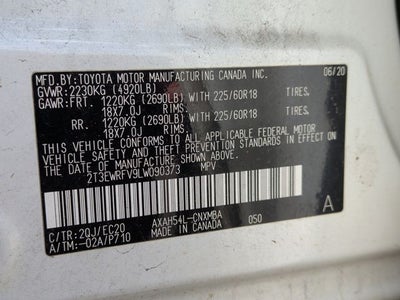 MFD. BY: TOYOTA MOTOR MANUFACTURING CANADA INC. 06/20
GVWR: 2230KG (4920LB)
GAWR: FRT. 1220KG (2690LB) WITH 225/60R18 TIRES.
18X7.0J RIMS.
RR. 1220KG (2690LB) WITH 225/60R18 TIRES.
18X7.0J RIMS.
THIS VEHICLE CONFORMS TO ALL APPLICABLE FEDERAL MOTOR
VEHICLE SAFETY STANDARDS IN EFFECT ON
THE DATE OF MANUFACTURE SHOWN ABOVE.
2T3EWRFV9LW090373 MPV
C/TR: 2QJ/EC20 AXAH54L-CNXMBA 050 A
A/TM: -02A/P710 MADE IN CANADA